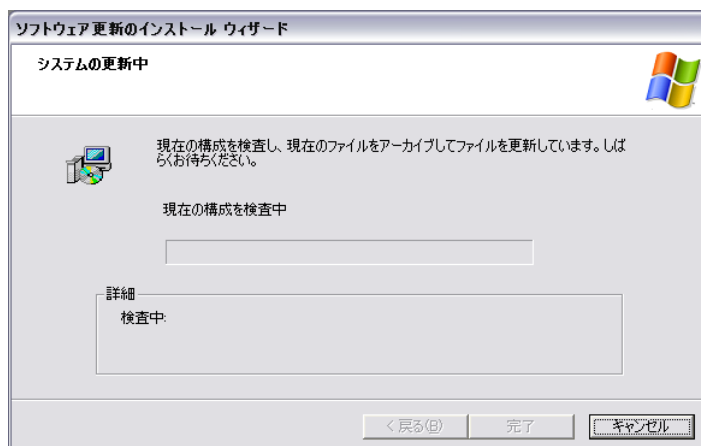 ソフトウェア更新のインストール ウィザード
システムの更新中
現在の構成を検査し、現在のファイルをアーカイブしてファイルを更新しています。しば
らくお待ちください。
現在の構成を検査中
詳細
検査中:
< 戻る(B)
完了
キャンセル